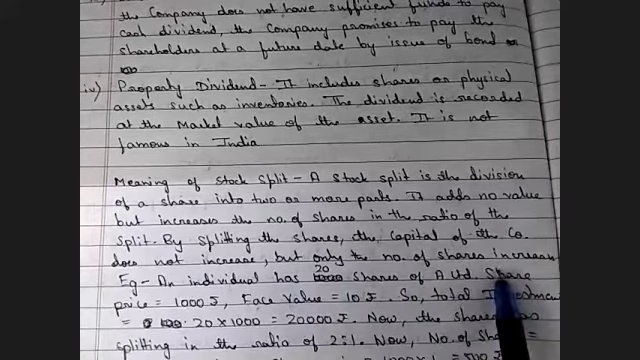 the Company does not have sufficient funds to pay
cash dividend, the Company promises to pay the
shareholders at a future date by issue of bond
iv) Property Dividend - It includes shares or physical
assets such as inventories. The dividend is recorded
at the Market value of the asset. It is not
famous in India
Meaning of Stock Split - A stock split is the division
of a share into two or more parts. It adds no value
but increases the no. of shares in the ratio of the
split. By splitting the shares, the capital of the Co.
does not increase, but only the no. of shares increase
Eg - An individual has 20 shares of A Ltd. Share
price = 1000 ₹, Face Value = 10 ₹. So, total
= 20 x 1000 = 20000 ₹. Now, the share
splitting in the ratio of 2:1. Now, No. of Sha =